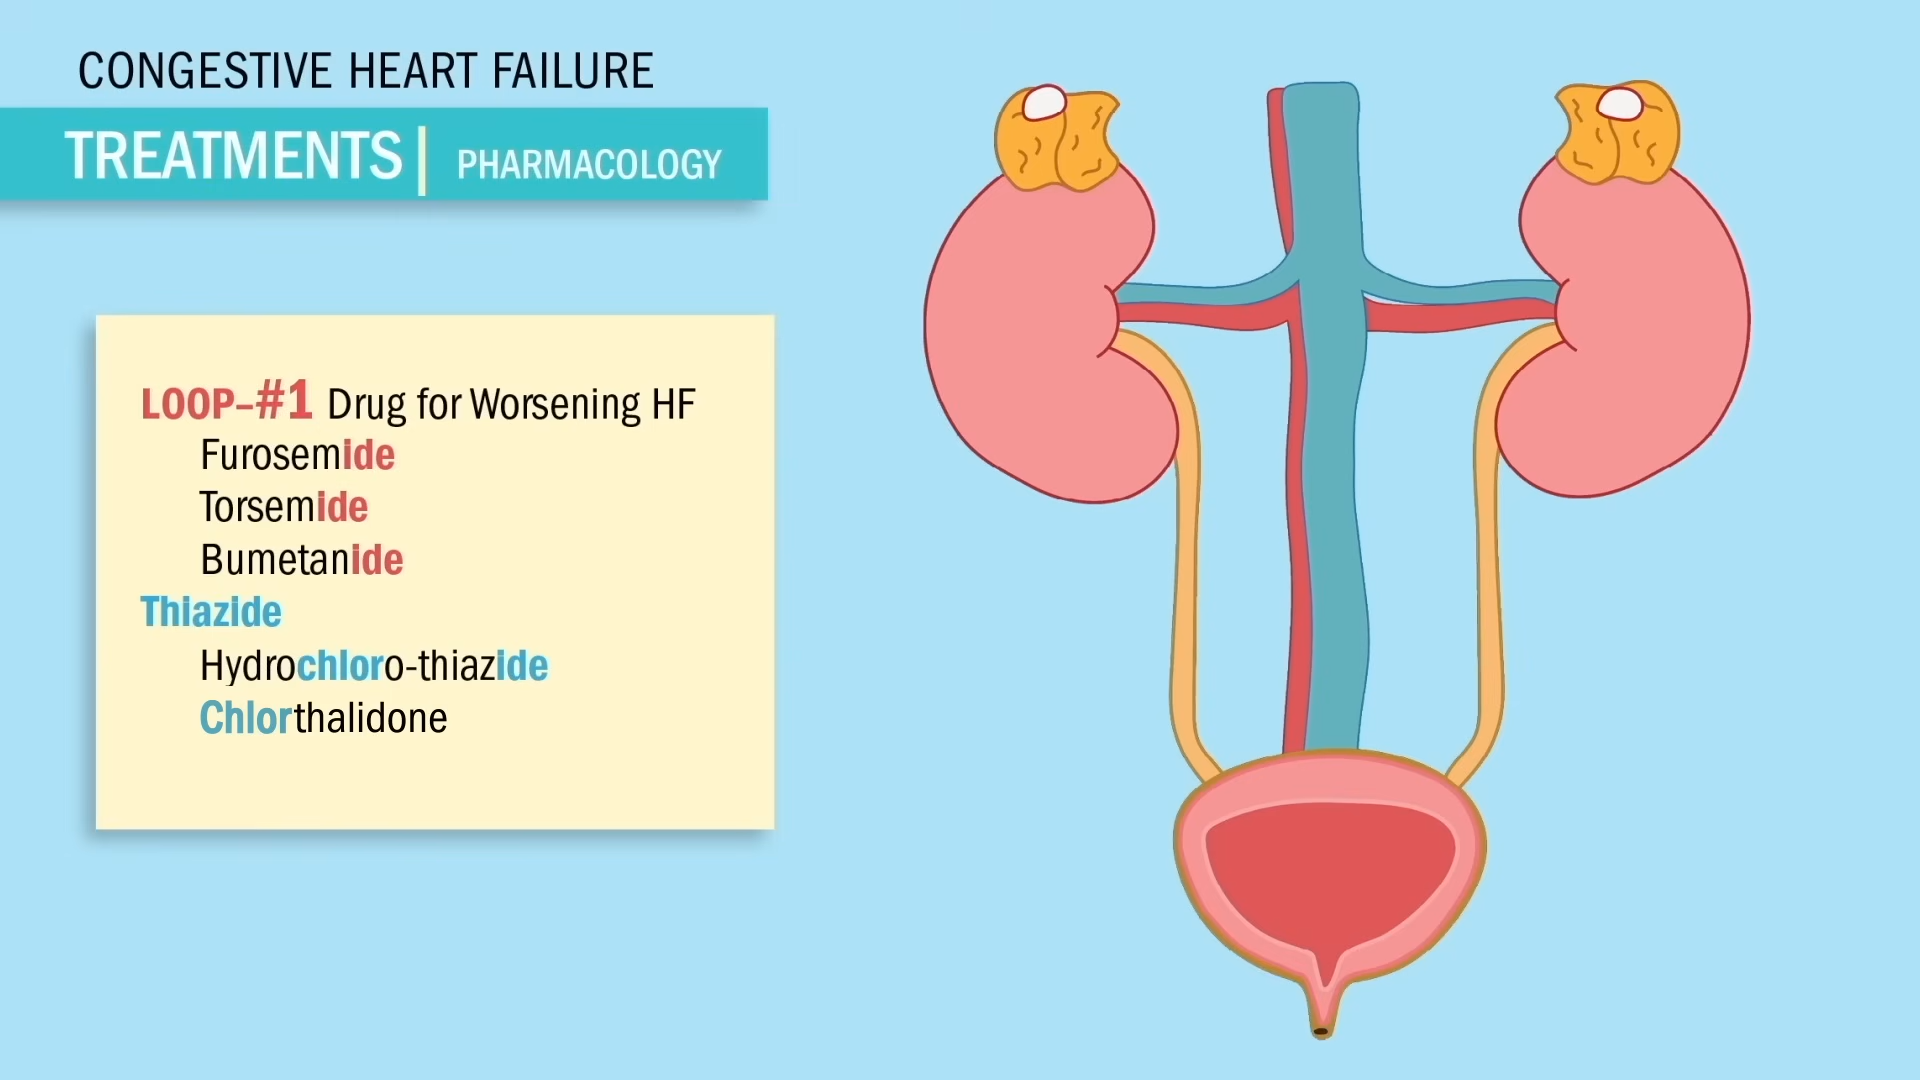 CONGESTIVE HEART FAILURE
TREATMENTS| PHARMACOLOGY
LOOP–#1 Drug for Worsening HF
Furosemide
Torsemide
Bumetanide
Thiazide
Hydrochloro-thiazide
Chlorthalidone